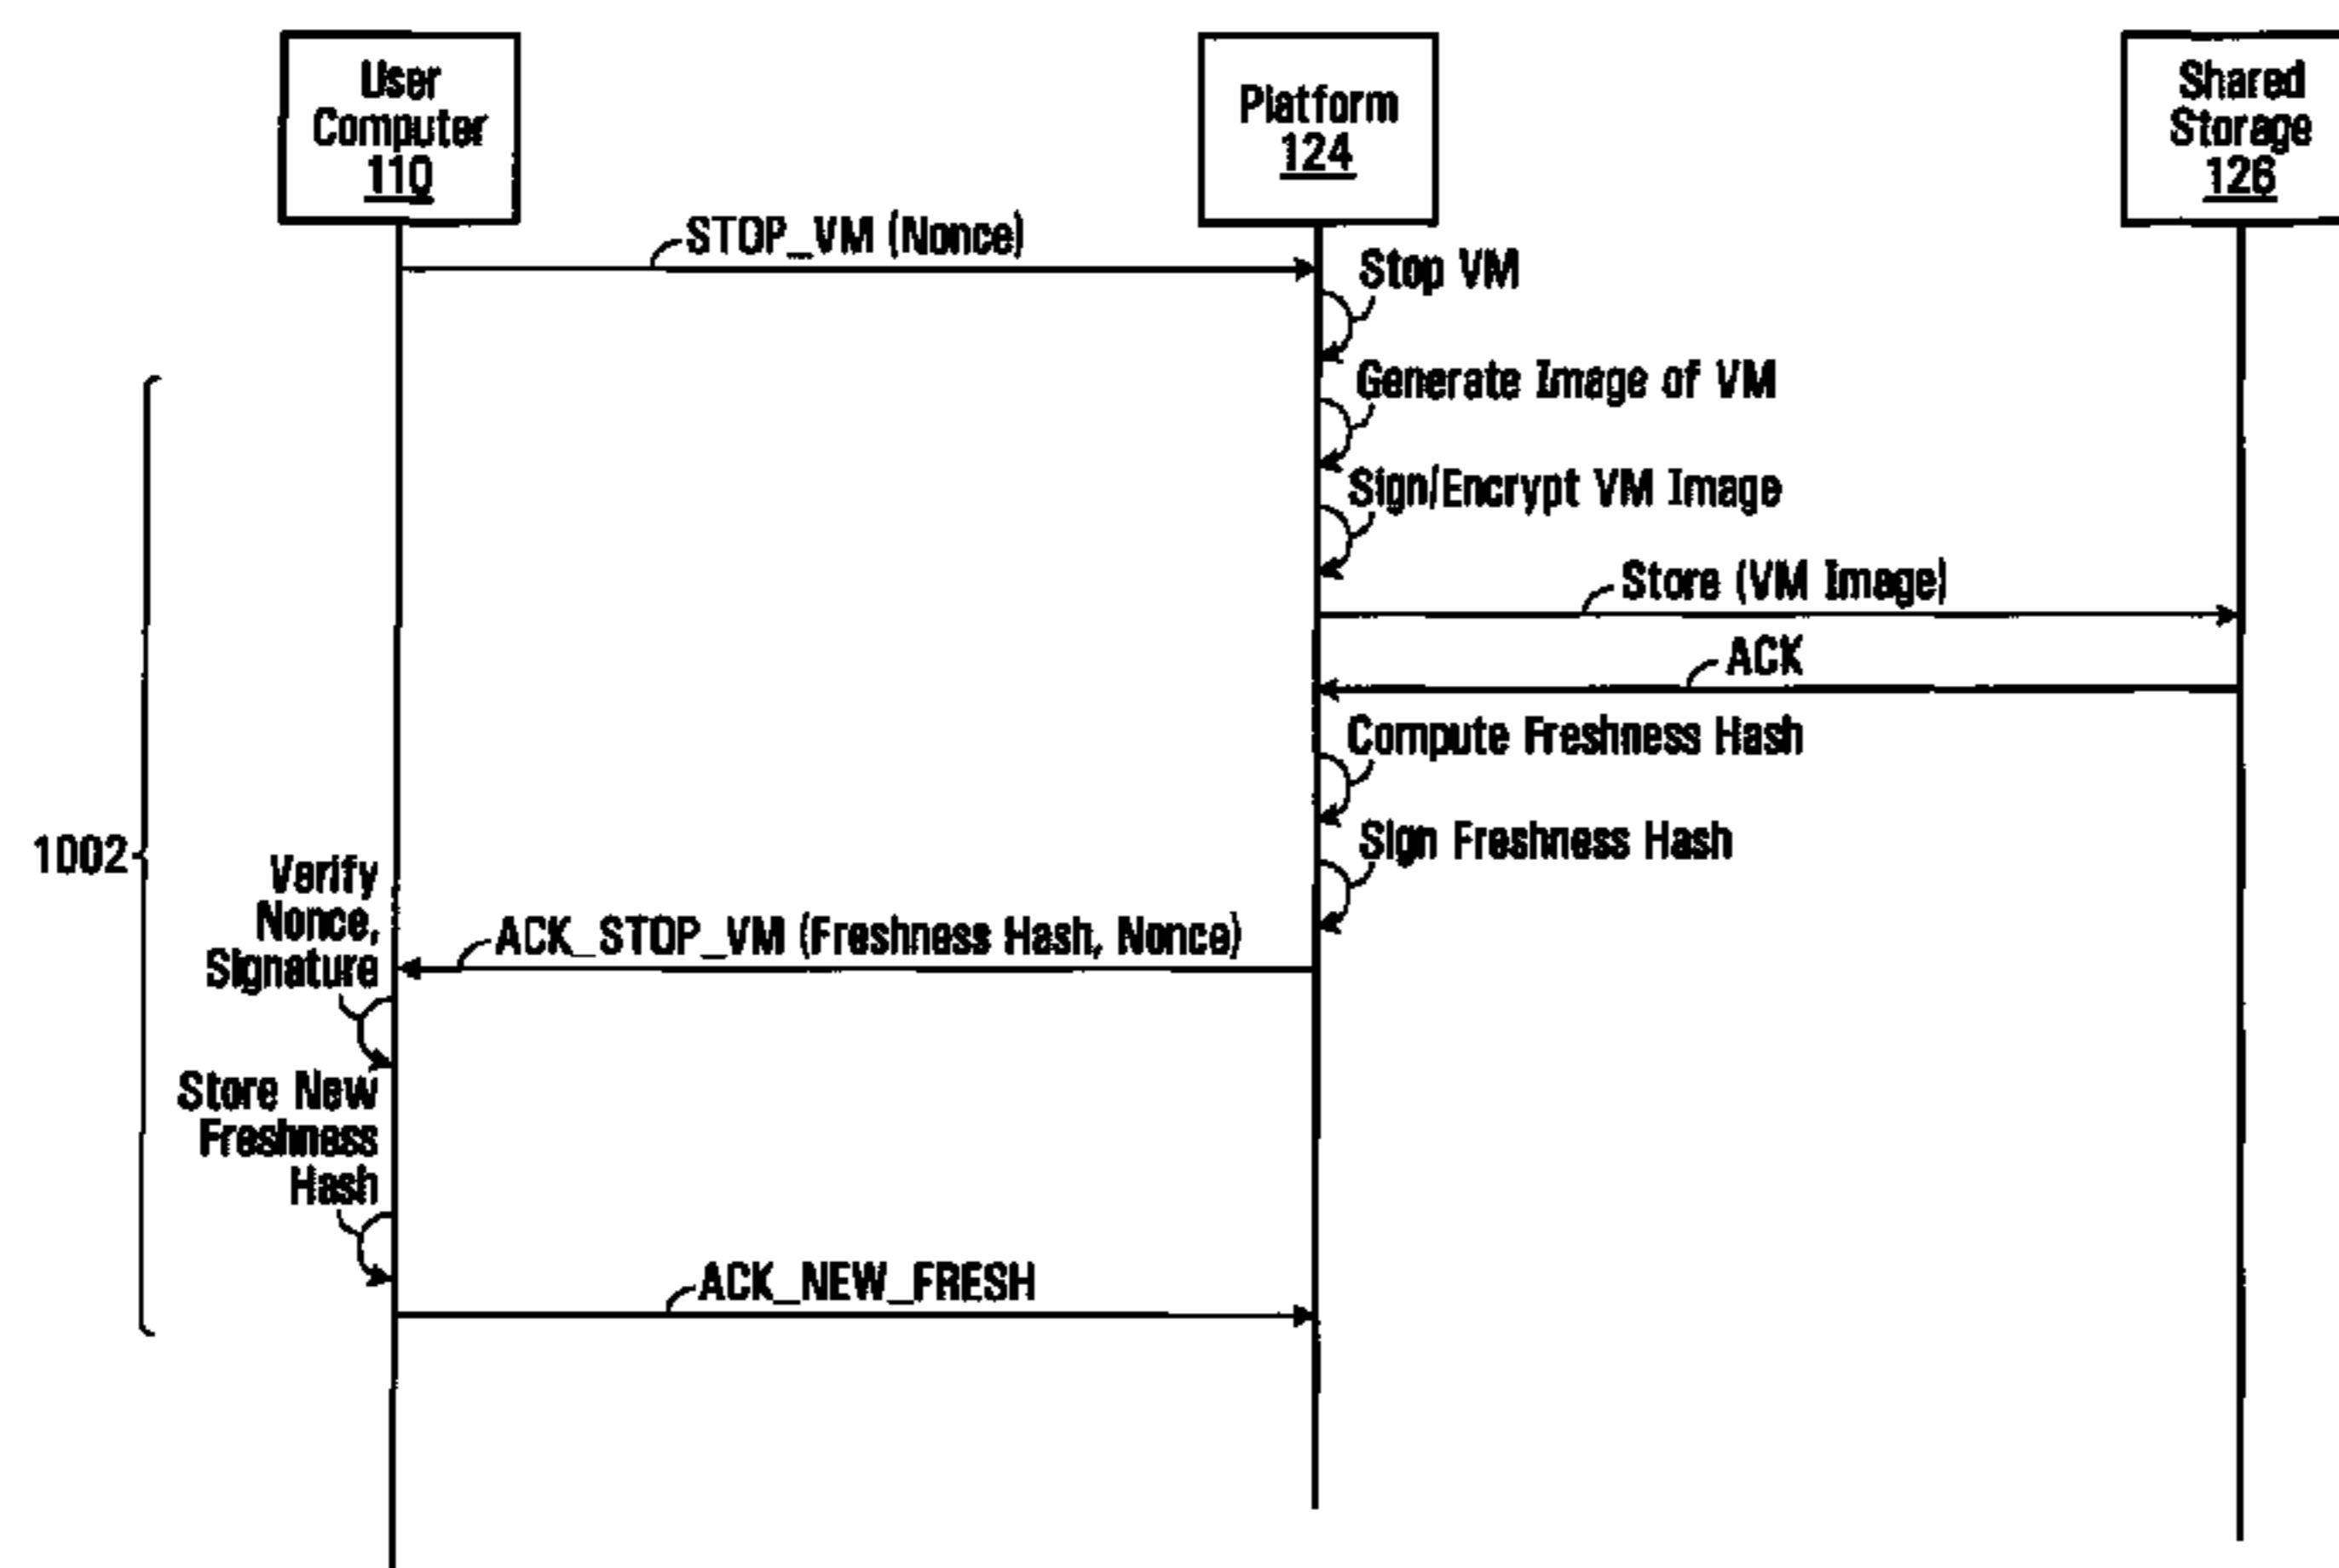 User
Computer
110
Platform
124
Shared
Storage
126
STOP_VM (Nonce)
Stop VM
Generate Image of VM
Sign/Encrypt VM Image
Store (VM Image)
ACK
Compute Freshness Hash
Sign Freshness Hash
1002
Verify
Nonce,
Signature
ACK_STOP_VM (Freshness Hash, Nonce)
Store New
Freshness
Hash
ACK_NEW_FRESH